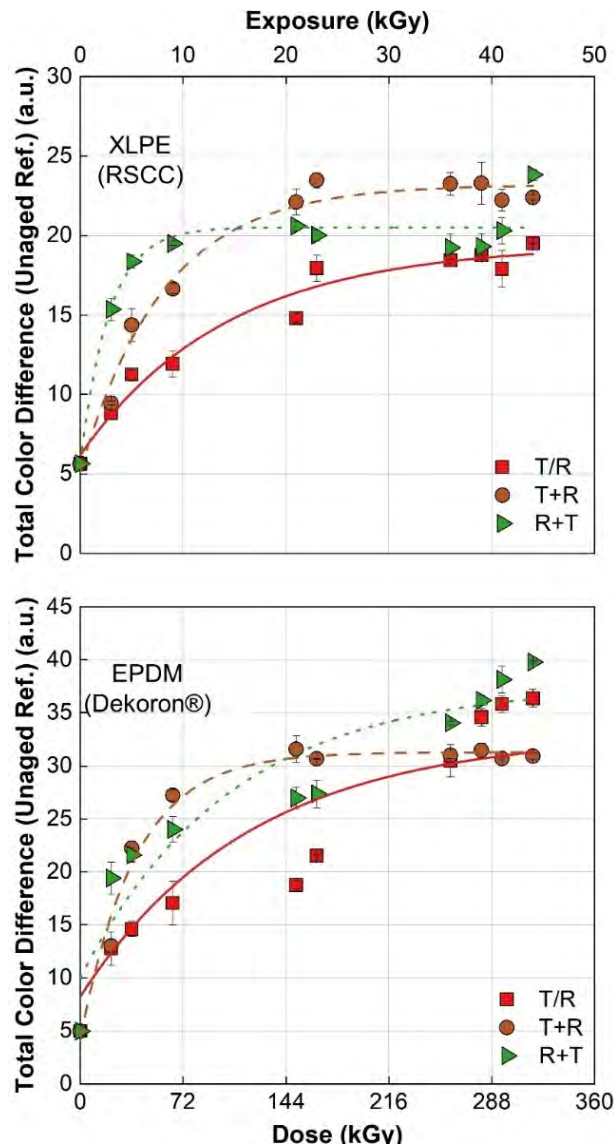 Exposure (kGy)
0 10 20 30 39 50
Total Color Difference (Unaged Ref.) (a.u.)
30
25
20
15
10
5
0
XLPE
(RSCC)
T/R
T+R
R+T
Total Color Difference (Unaged Ref.) (a.u.)
45
40
35
30
25
20
15
10
5
0
EPDM
(Dekoron®)
T/R
T+R
R+T
0 72 144 216 288 360
Dose (kGy)